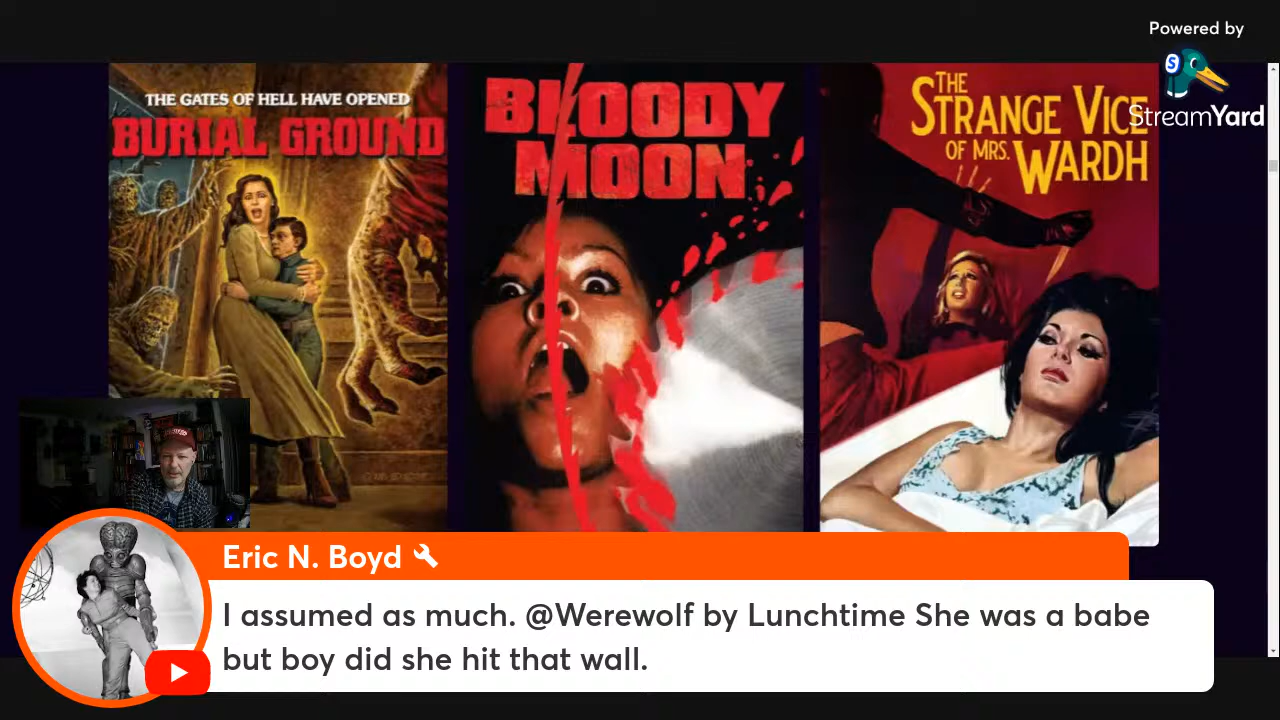 Powered by
S
StreamYard
THE GATES OF HELL HAVE OPENED
BURIAL GROUND
BLOODY
MOON
THE
STRANGE VICE
OF MRS. WARDH
Eric N. Boyd
I assumed as much. @Werewolf by Lunchtime She was a babe
but boy did she hit that wall.